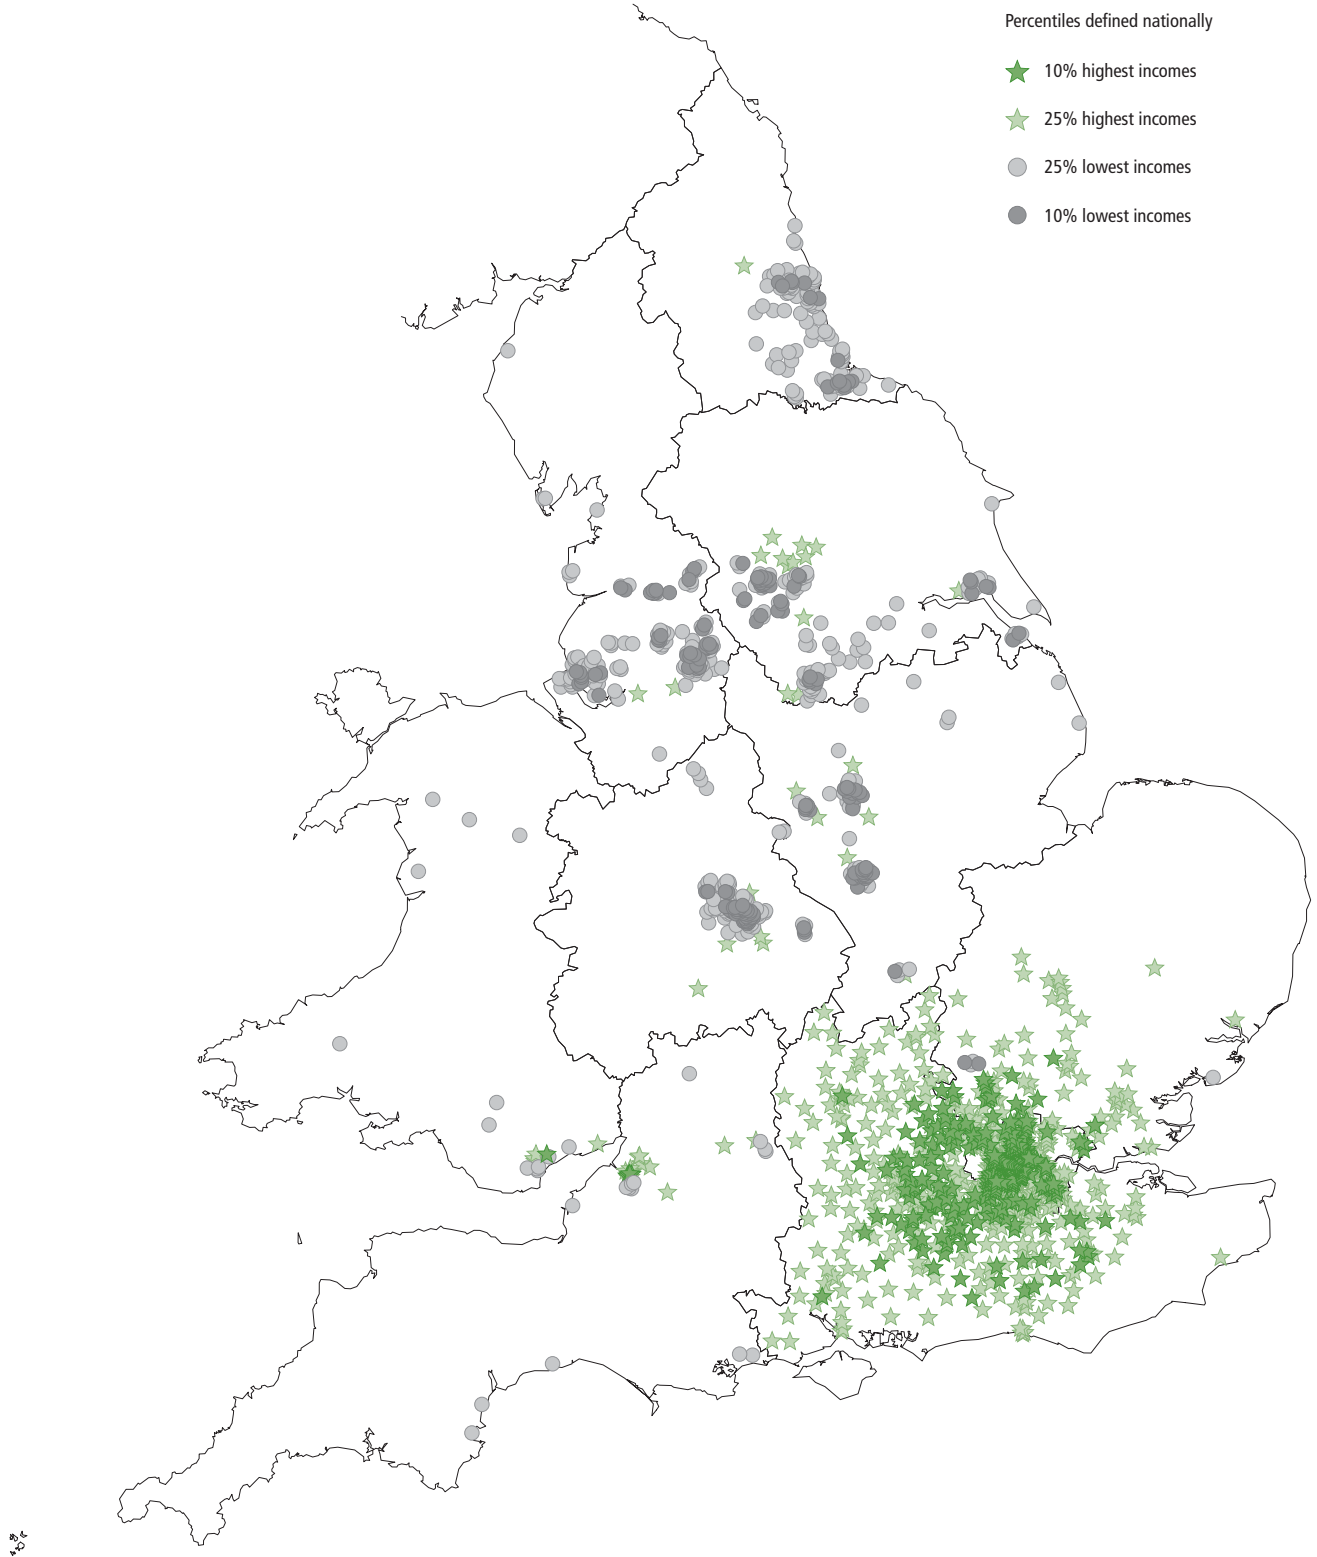 Percentiles defined nationally
10% highest incomes
25% highest incomes
25% lowest incomes
10% lowest incomes